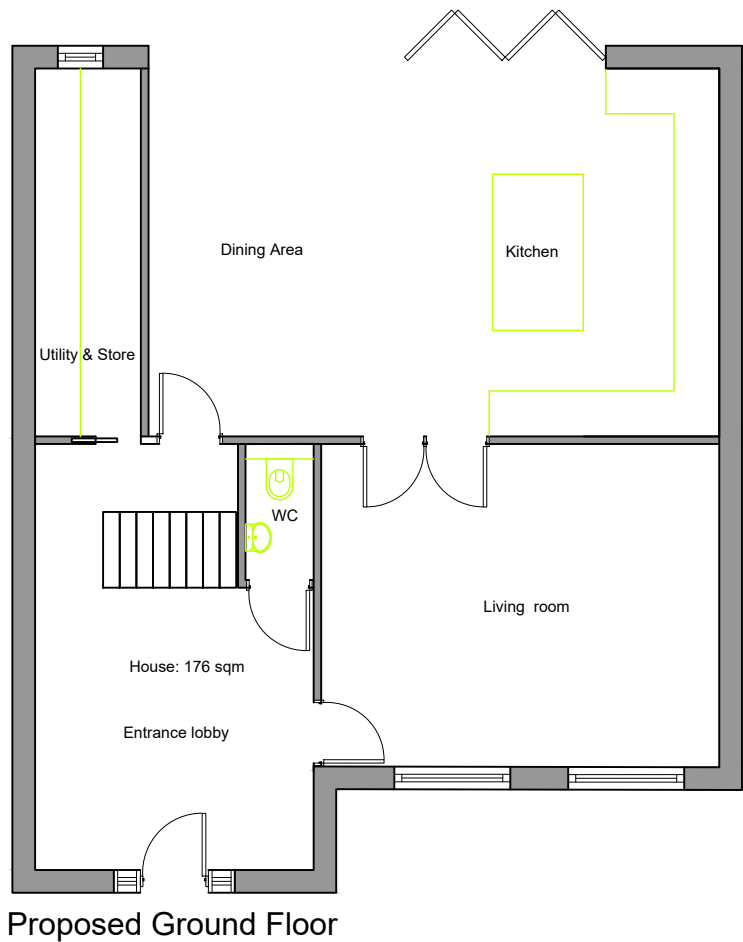 Dining Area
Kitchen
Utility & Store
WC
Living room
House: 176 sqm
Entrance lobby
Proposed Ground Floor